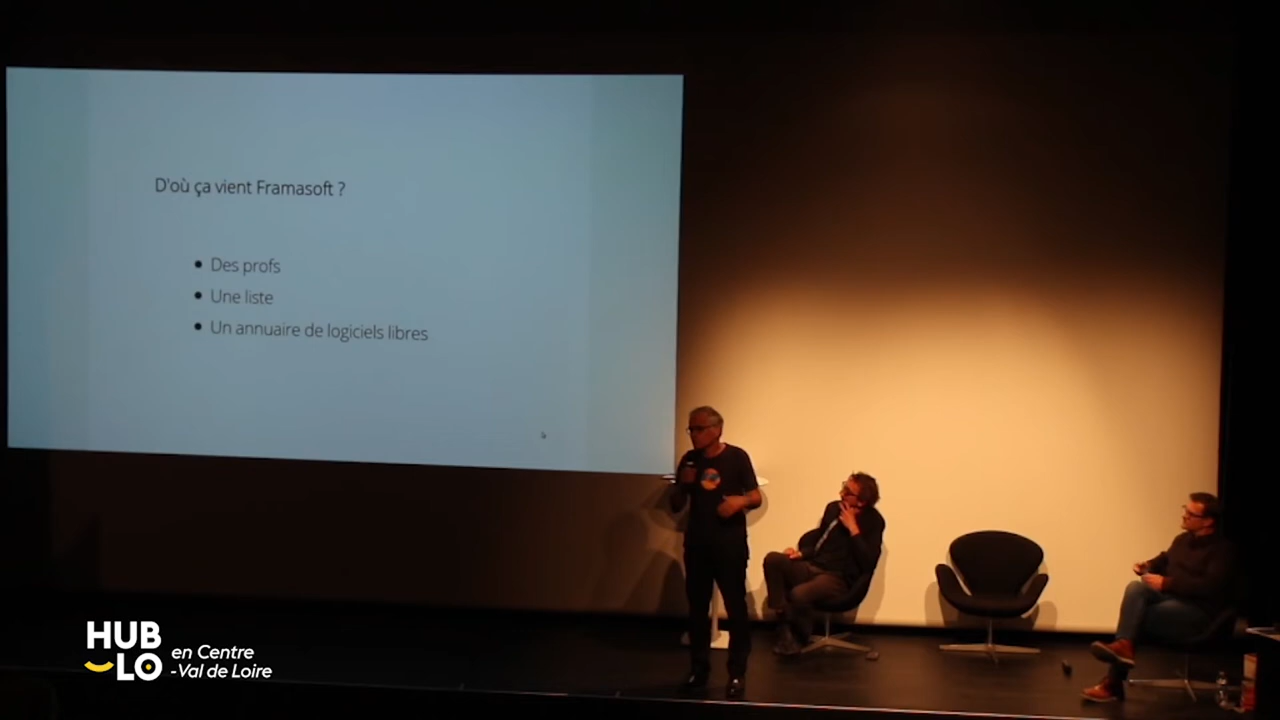 D'où ça vient Framasoft ?
Des profs
Une liste
Un annuaire de logiciels libres
HUB
LO
en Centre
-Val de Loire